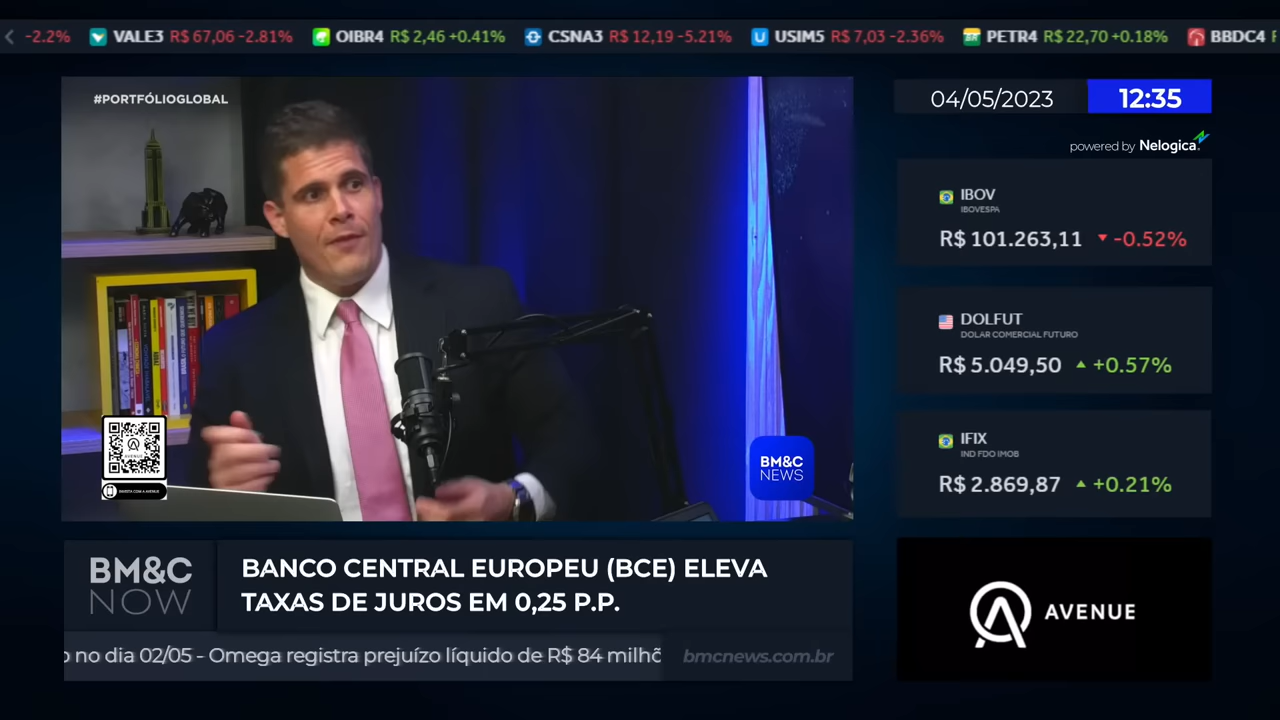 -2.2% VALE3 R$ 67,06 -2.81% OIBR4 R$ 2,46 +0.41% CSNA3 R$ 12,19 -5.21% USIM5 R$ 7,03 -2.36% PETR4 R$ 22,70 +0.18% BBDC4
#PORTFÓLIOGLOBAL
04/05/2023 12:35
powered by Nelogica
IBOV
IBOVESPA
R$ 101.263,11 -0.52%
DOLFUT
DOLAR COMERCIAL FUTURO
R$ 5.049,50 +0.57%
IFIX
IND FDO IMOB
R$ 2.869,87 +0.21%
AVENUE
INVISTA COM A AVENUE
BM&C
NEWS
BM&C
NOW
BANCO CENTRAL EUROPEU (BCE) ELEVA
TAXAS DE JUROS EM 0,25 P.P.
o no dia 02/05 - Omega registra prejuízo líquido de R$ 84 milhõ
bmcnews.com.br
AVENUE